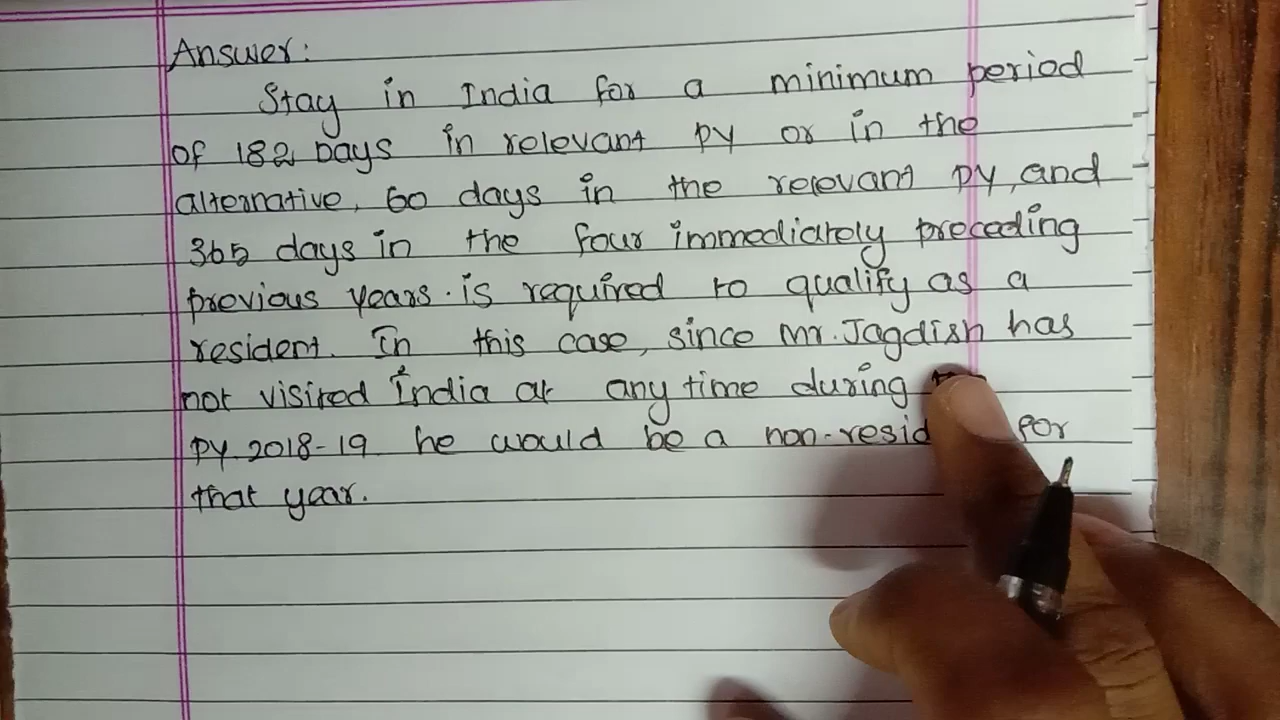 Answer:
Stay in India for a minimum period
of 182 Days in relevant py or in the
alternative, 60 days in the relevant py, and
365 days in the four immediately preceding
previous years. is required to qualify as a
resident. In this case, since Mr. Jagdish has
not visited India at any time during
py 2018-19 he would be a non-resid for
that year.